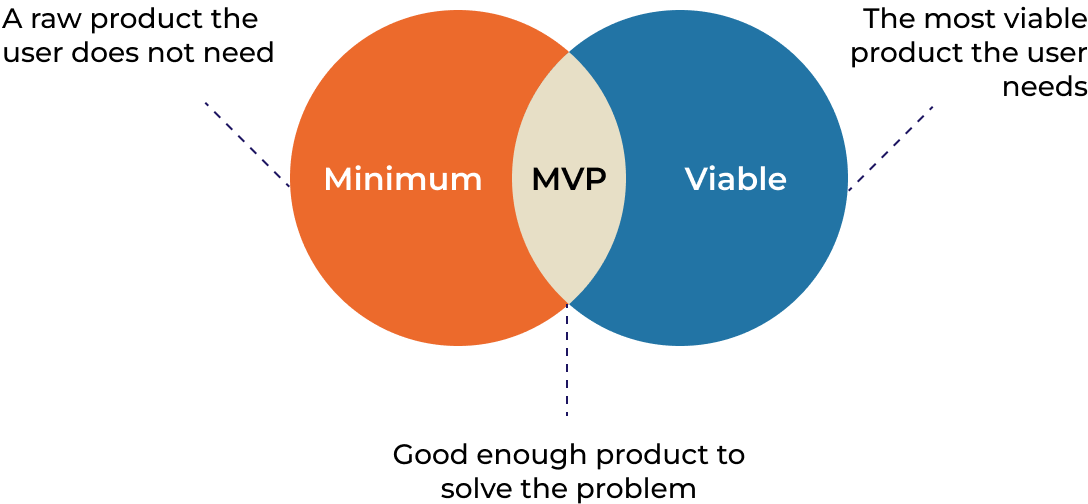 A raw product the
user does not need
The most viable
product the user
needs
Minimum
MVP
Viable
Good enough product to
solve the problem